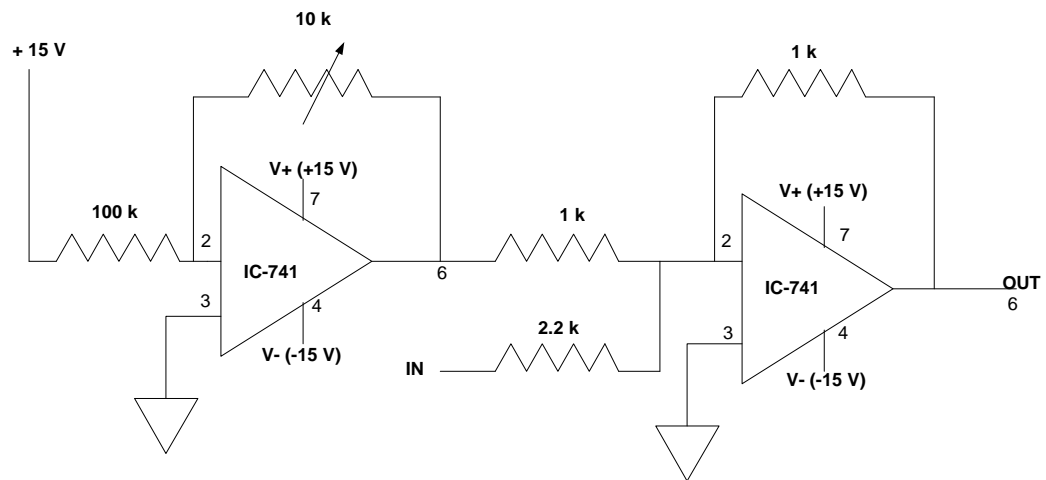 10 k
+ 15 V
1 k
V+ (+15 V)
7
V+ (+15 V)
7
100 k
1 k
2
2
IC-741
6
IC-741
OUT
6
3
4
3
4
2.2 k
V- (-15 V)
IN
V- (-15 V)